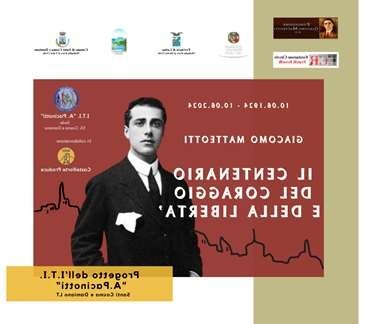 FONDAZIONE
GIACOMO MATTEOTTI
Fondazione Circolo
Fratelli Rosselli
Provincia di Latina
Comune di Santi Cosma e Damiano
10.06.1924 - 10.06.2024
GIACOMO MATTEOTTI
IL CENTENARIO
DEL CORAGGIO
E DELLA LIBERTA'
I.T.I. "A. Pacinotti"
Sede
SS. Cosma e Damiano
In collaborazione
Castelforte Produce
Progetto dell'I.T.I.
"A.Pacinotti"
Santi Cosma e Damiano LT